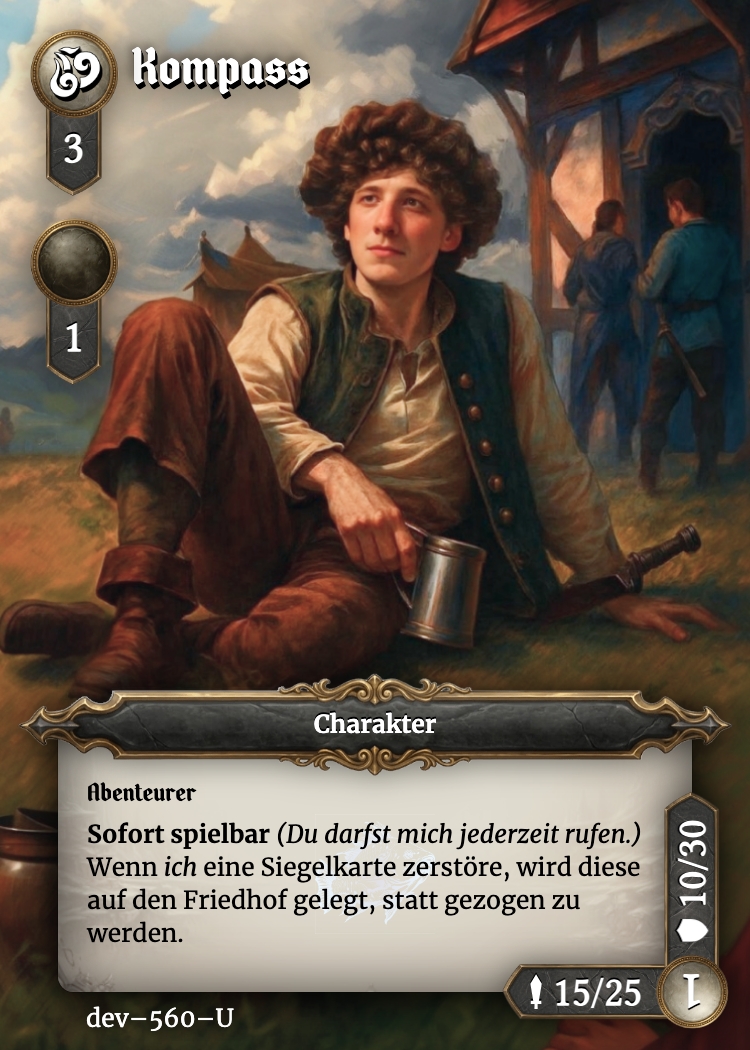 Kompass
3
1
Charakter
Abenteurer
Sofort spielbar (Du darfst mich jederzeit rufen.)
Wenn ich eine Siegelkarte zerstöre, wird diese
auf den Friedhof gelegt, statt gezogen zu
werden.
10/30
15/25
1
dev–560–U